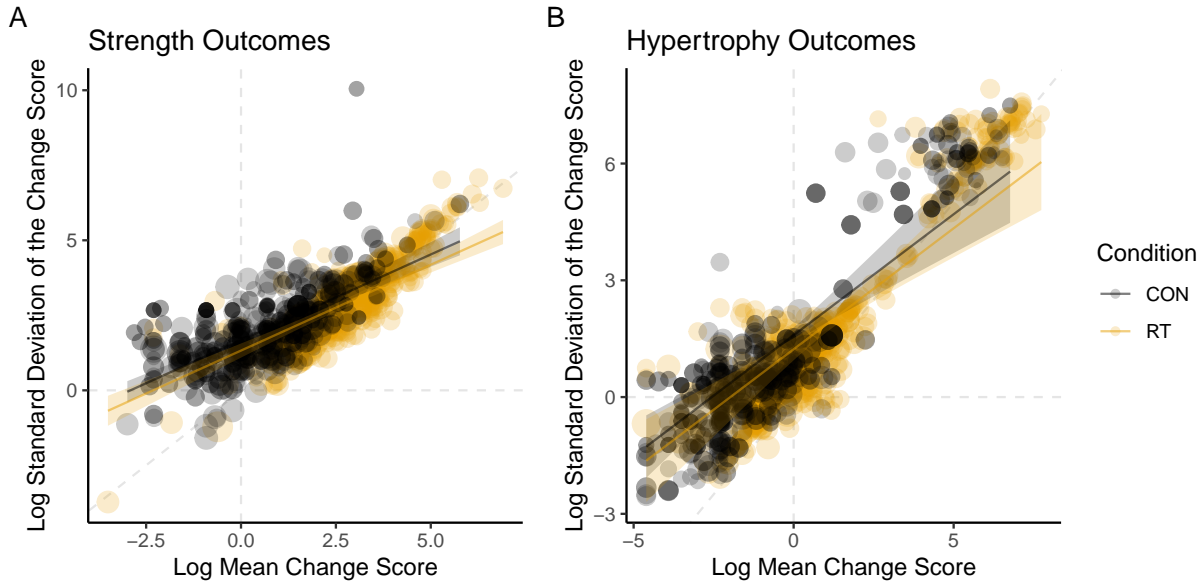 A
Strength Outcomes
Log Standard Deviation of the Change Score
10
5
0
-2.5
0.0
2.5
5.0
Log Mean Change Score
B
Hypertrophy Outcomes
Log Standard Deviation of the Change Score
6
3
0
-3
-5
0
5
Log Mean Change Score
Condition
CON
RT